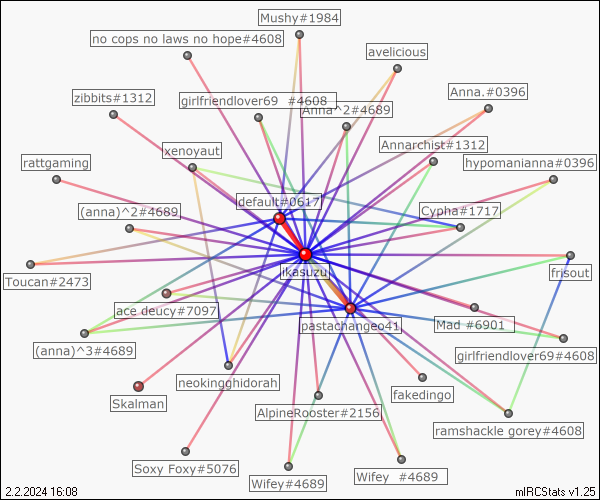 Mushy#1984
no cops no laws no hope#4608
avelicious
Anna.#0396
zibbits#1312
girlfriendlover69 #4608
Anna^2#4689
Annarchist#1312
xenoyaut
rattgaming
hypomanianna#0396
default#0617
(anna)^2#4689
Cypha#1717
ikasuzu
Toucan#2473
frisout
ace deucy#7097
pastachangeo41
Mad #6901
(anna)^3#4689
girlfriendlover69#4608
neokingghidorah
fakedingo
Skalman
AlpineRooster#2156
ramshackle gorey#4608
Soxy Foxy#5076
Wifey #4689
Wifey#4689
2.2.2024 16:08
mIRCStats v1.25